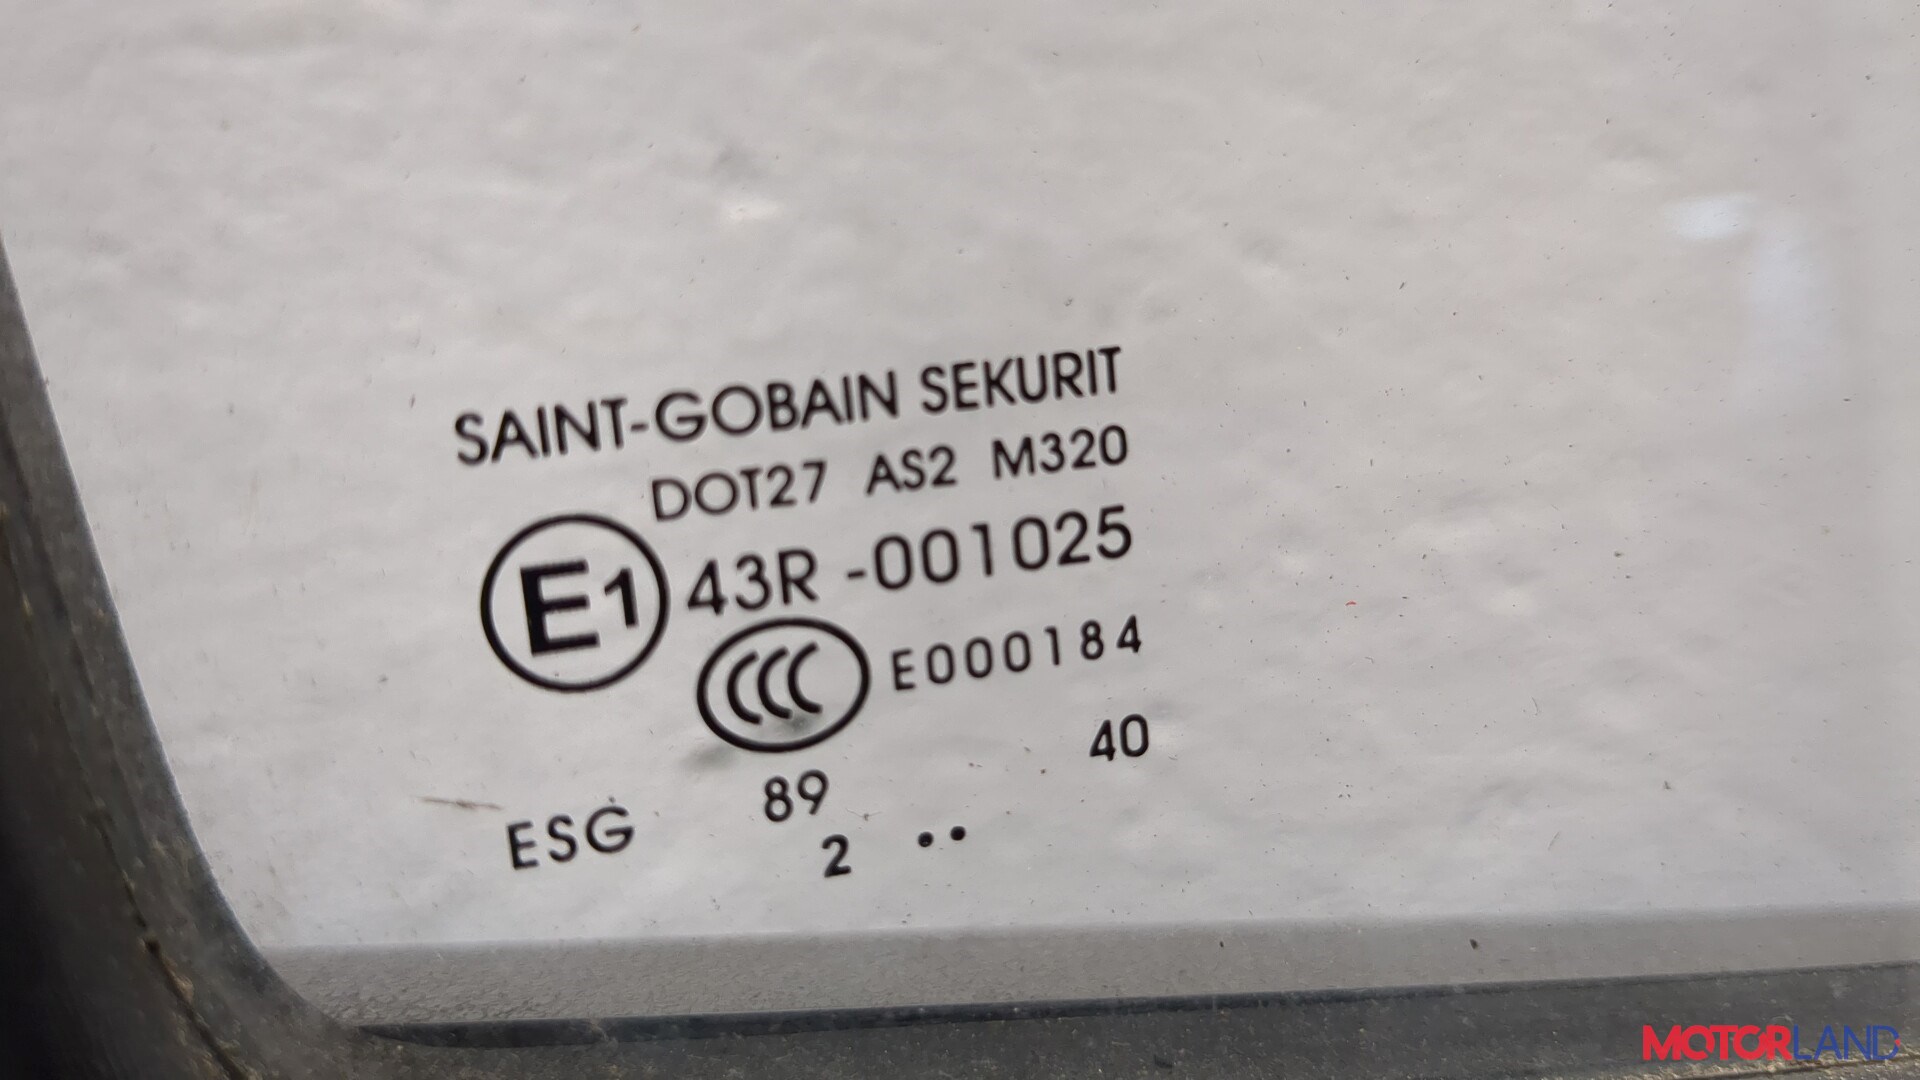 SAINT-GOBAIN SEKURIT
DOT27 AS2 M320
E1 43R -001025
CCC E000184
40
89
ESG
2 ..
MOTORLAND